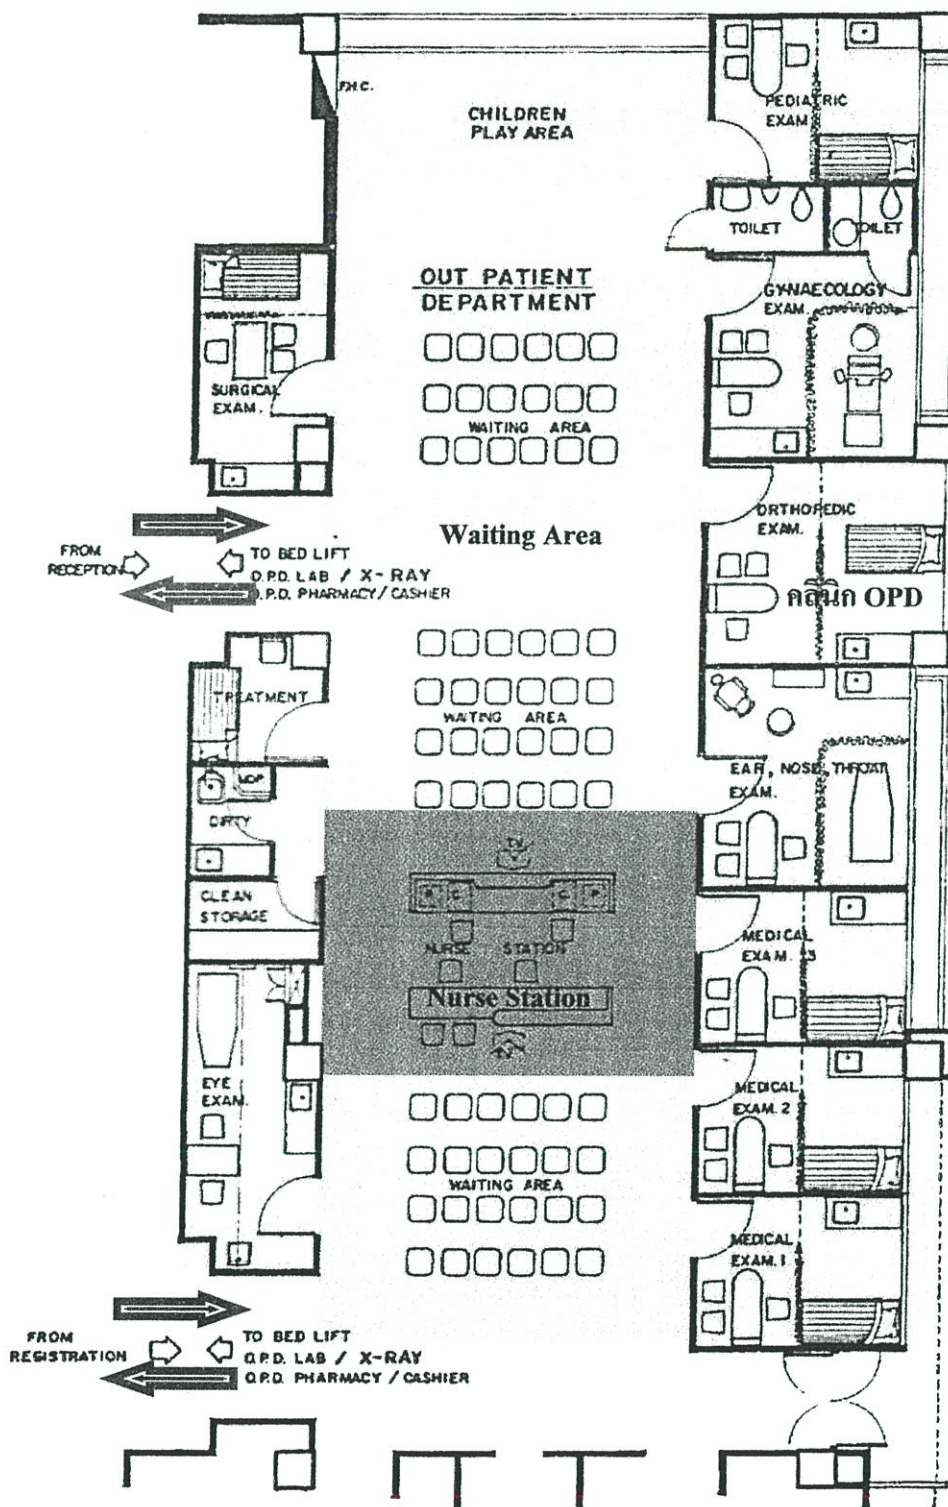 F.H.C.
CHILDREN
PLAY AREA
PEDIATRIC
EXAM
TOILET
TOILET
OUT PATIENT
DEPARTMENT
GYNAECOLOGY
EXAM.
SURGICAL
EXAM.
WAITING AREA
Waiting Area
ORTHOPEDIC
EXAM.
FROM
RECEPTION
TO BED LIFT
O.P.D. LAB / X-RAY
O.P.D. PHARMACY / CASHIER
คลินิก OPD
TREATMENT
WAITING AREA
MOP
DIRTY
EAR, NOSE, THROAT
EXAM.
CLEAN
STORAGE
TV
P C C P
NURSE STATION
Nurse Station
MEDICAL
EXAM. 3
EYE
EXAM.
MEDICAL
EXAM. 2
WAITING AREA
MEDICAL
EXAM. 1
FROM
REGISTRATION
TO BED LIFT
O.P.D. LAB / X-RAY
O.P.D. PHARMACY / CASHIER